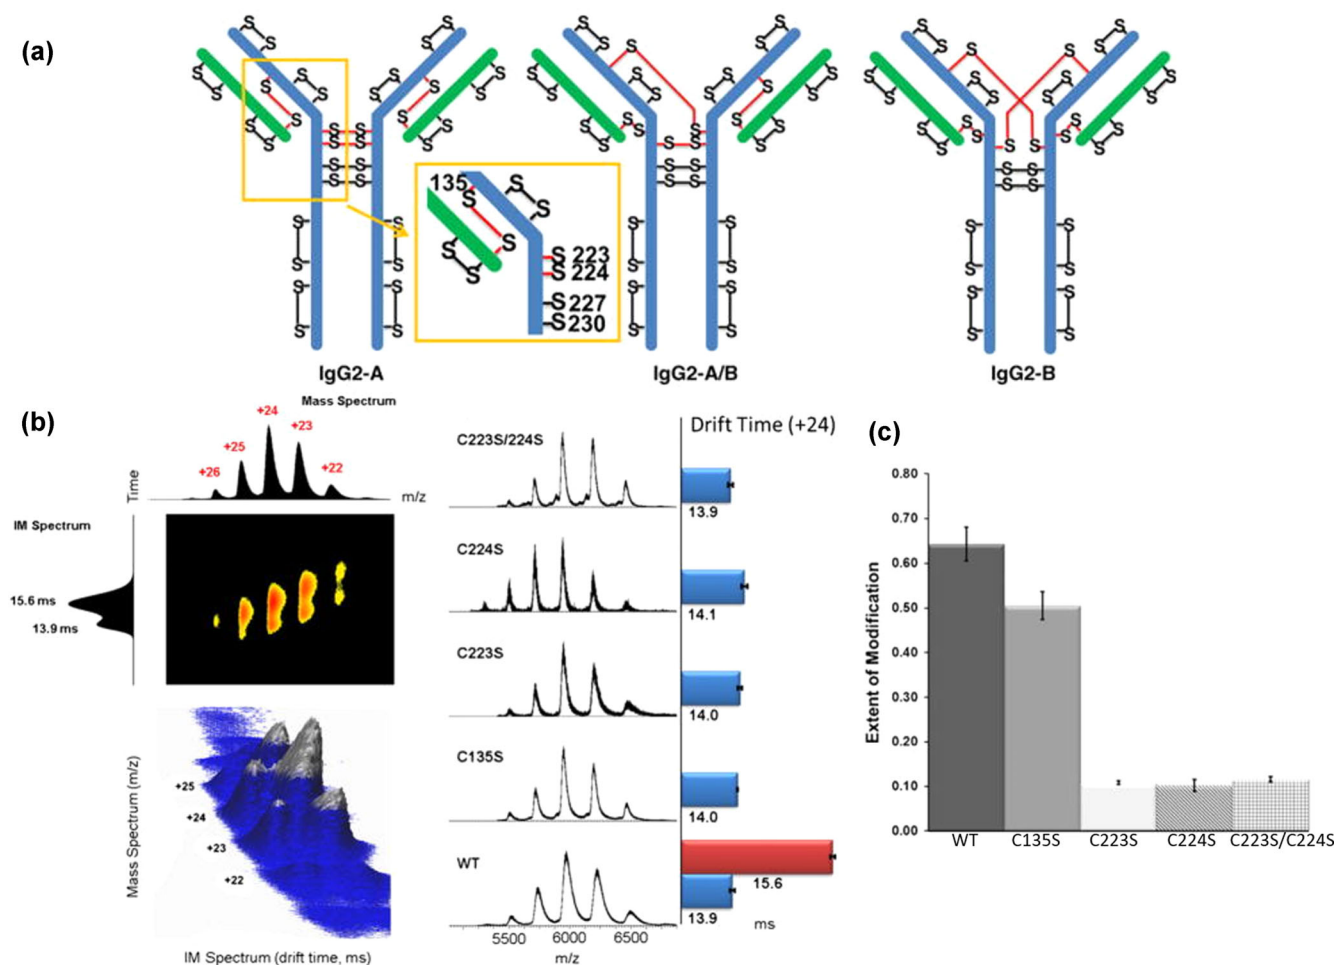 (a)
135
S
S
S
S
S
S
S 223
S 224
S 227
S 230
IgG2-A
IgG2-A/B
IgG2-B
(b)
Mass Spectrum
+26
+25
+24
+23
+22
Time
m/z
IM Spectrum
15.6 ms
13.9 ms
Mass Spectrum (m/z)
+25
+24
+23
+22
IM Spectrum (drift time, ms)
Drift Time (+24)
C223S/224S
13.9
C224S
14.1
C223S
14.0
C135S
14.0
WT
15.6
13.9
ms
5500 6000 6500
m/z
(c)
Extent of Modification
0.80
0.70
0.60
0.50
0.40
0.30
0.20
0.10
0.00
WT C135S C223S C224S C223S/C224S